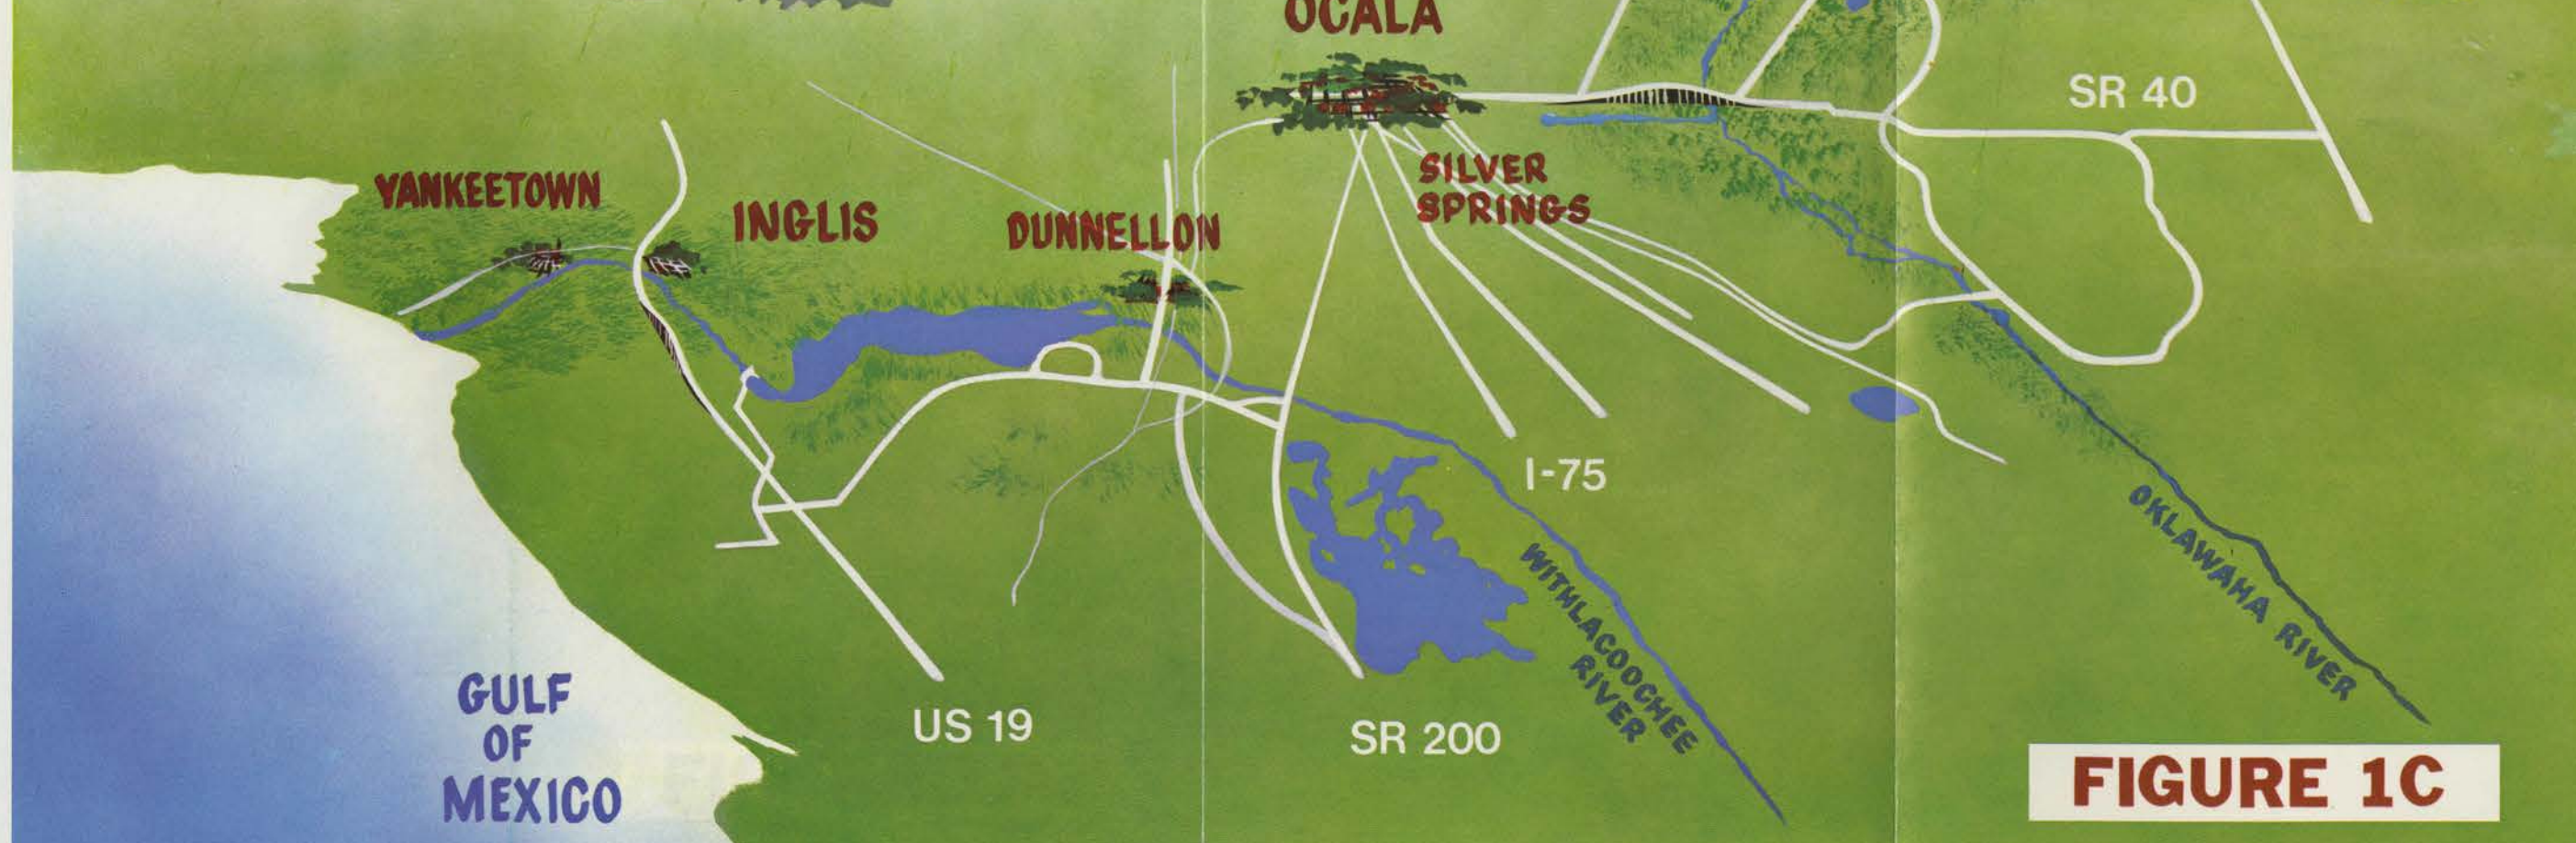 OCALA
SR 40
YANKEETOWN
INGLIS
DUNNELLON
SILVER
SPRINGS
I-75
OKLAWAHA RIVER
WITHLACOOCHEE
RIVER
GULF
OF
MEXICO
US 19
SR 200
FIGURE 1C